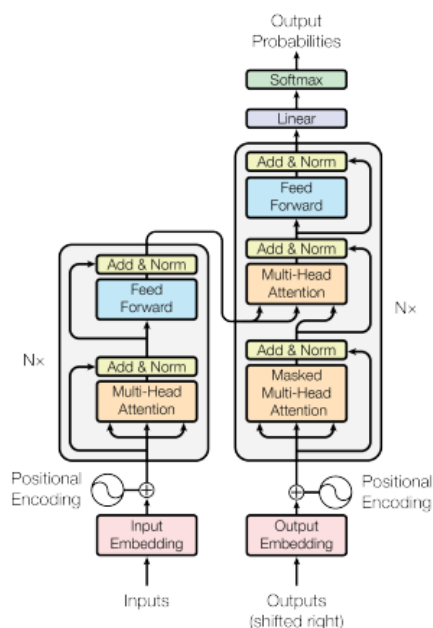 Output
Probabilities
Softmax
Linear
Add & Norm
Feed
Forward
Add & Norm
Multi-Head
Attention
Add & Norm
Masked
Multi-Head
Attention
N×
Add & Norm
Feed
Forward
Add & Norm
Multi-Head
Attention
N×
Positional
Encoding
Positional
Encoding
Input
Embedding
Output
Embedding
Inputs
Outputs
(shifted right)